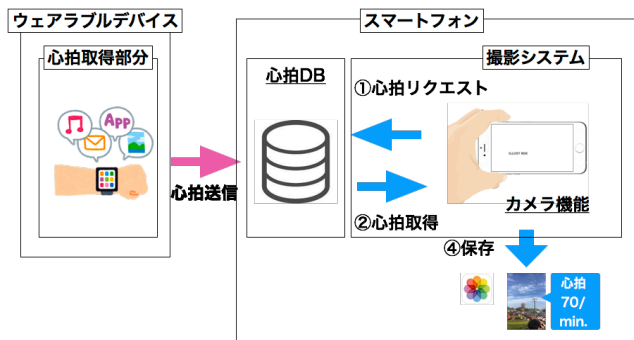 ウェアラブルデバイス
スマートフォン
心拍取得部分
心拍DB
撮影システム
①心拍リクエスト
App
心拍送信
カメラ機能
②心拍取得
④保存
心拍
70/
min.